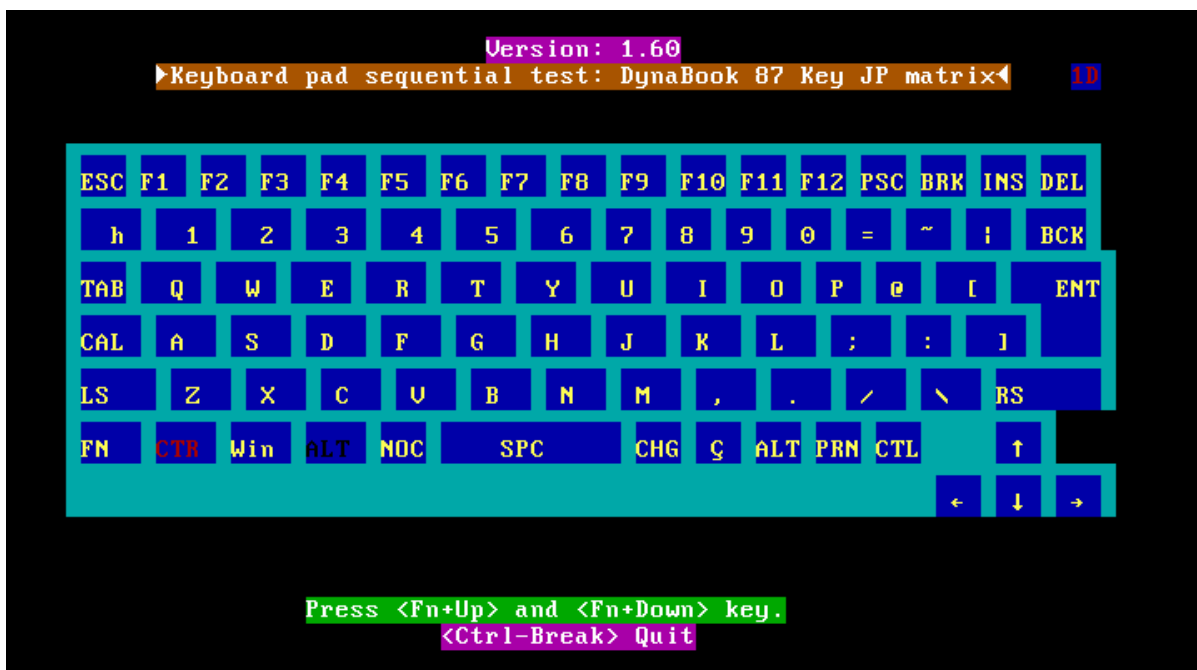 Version: 1.60
►Keyboard pad sequential test: DynaBook 87 Key JP matrix◄ 1D
ESC F1 F2 F3 F4 F5 F6 F7 F8 F9 F10 F11 F12 PSC BRK INS DEL
h 1 2 3 4 5 6 7 8 9 0 = ~ ¦ BCK
TAB Q W E R T Y U I O P @ [ ENT
CAL A S D F G H J K L ; : ]
LS Z X C V B N M , . / \ RS
FN CTR Win ALT NOC SPC CHG Ç ALT PRN CTL ↑
← ↓ →
Press <Fn+Up> and <Fn+Down> key.
<Ctrl-Break> Quit